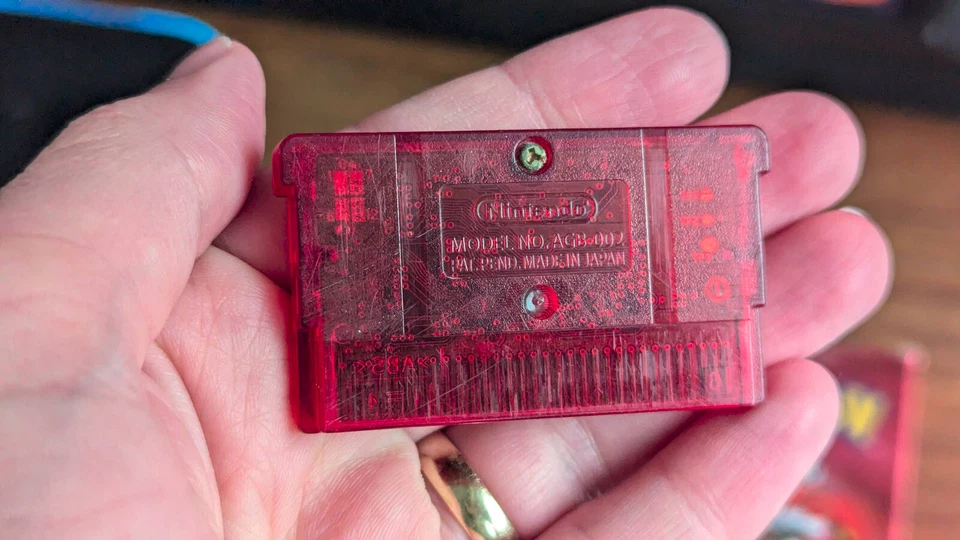 Nintendo
MODEL NO. AGB-002
PAT. PEND. MADE IN JAPAN